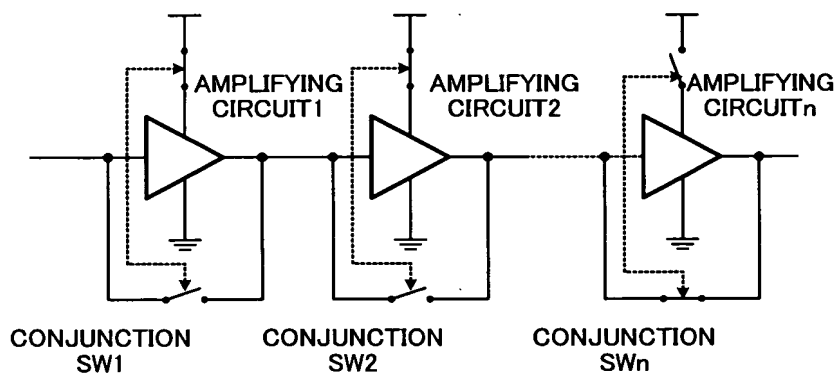 AMPLIFYING
CIRCUIT1
AMPLIFYING
CIRCUIT2
AMPLIFYING
CIRCUITn
CONJUNCTION
SW1
CONJUNCTION
SW2
CONJUNCTION
SWn